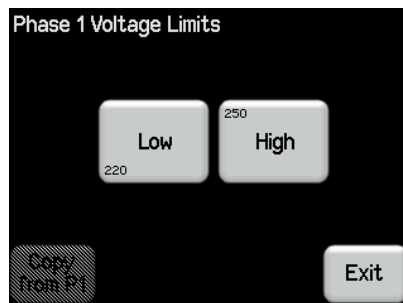 Phase 1 Voltage Limits
250
Low
High
220
Copy
from P1
Exit